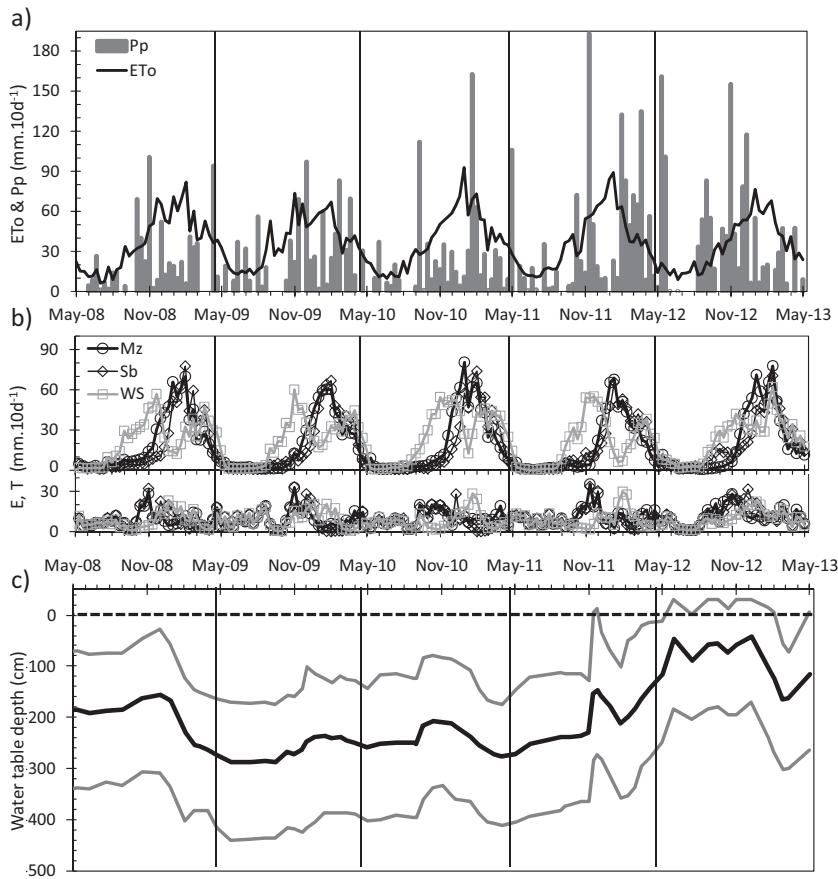 a)
Pp
ETo
ETo & Pp (mm.10d⁻¹)
180
150
120
90
60
30
0
May-08 Nov-08 May-09 Nov-09 May-10 Nov-10 May-11 Nov-11 May-12 Nov-12 May-13
b)
Mz
Sb
WS
E, T (mm.10d⁻¹)
90
60
30
0
30
0
May-08 Nov-08 May-09 Nov-09 May-10 Nov-10 May-11 Nov-11 May-12 Nov-12 May-13
c)
Water table depth (cm)
0
-100
-200
-300
-400
-500